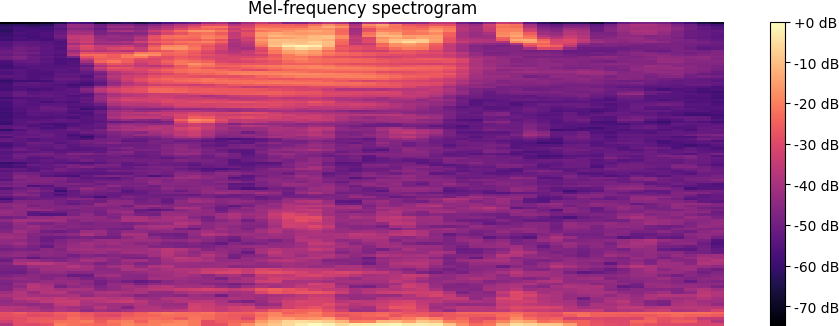 Mel-frequency spectrogram
+0 dB
-10 dB
-20 dB
-30 dB
-40 dB
-50 dB
-60 dB
-70 dB